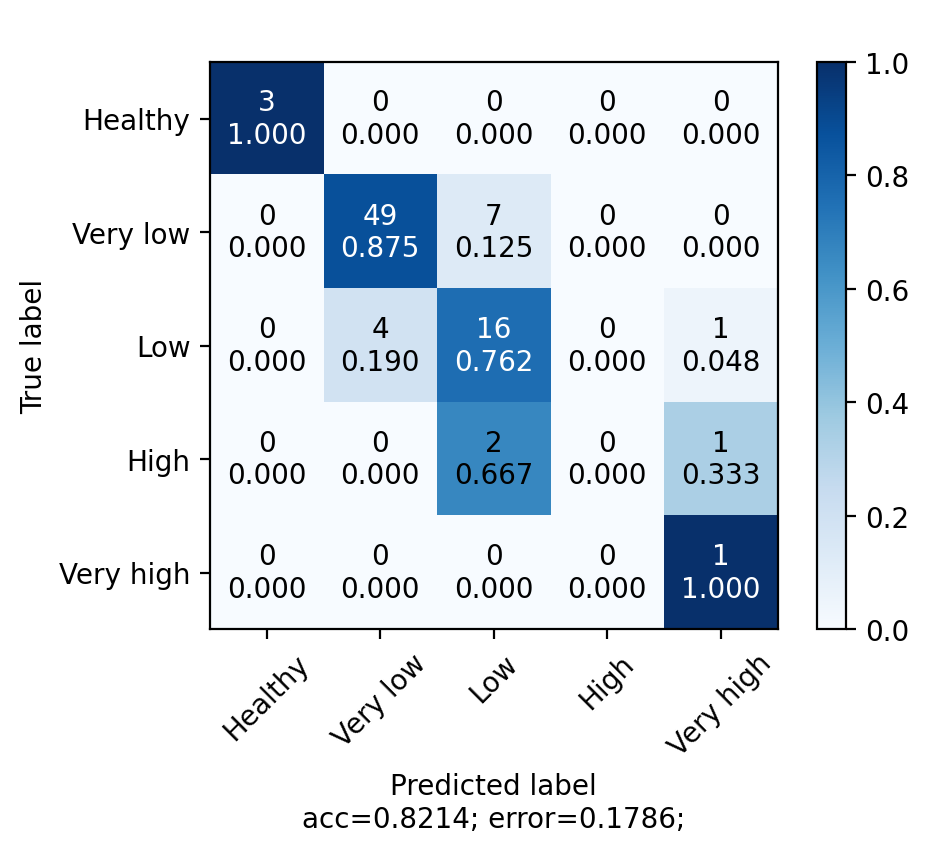 1.0
Healthy
3 0 0 0 0
1.000 0.000 0.000 0.000 0.000
0.8
Very low
0 49 7 0 0
0.000 0.875 0.125 0.000 0.000
0.6
True label
Low
0 4 16 0 1
0.000 0.190 0.762 0.000 0.048
0.4
High
0 0 2 0 1
0.000 0.000 0.667 0.000 0.333
0.2
Very high
0 0 0 0 1
0.000 0.000 0.000 0.000 1.000
0.0
Healthy Very low Low High Very high
Predicted label
acc=0.8214; error=0.1786;